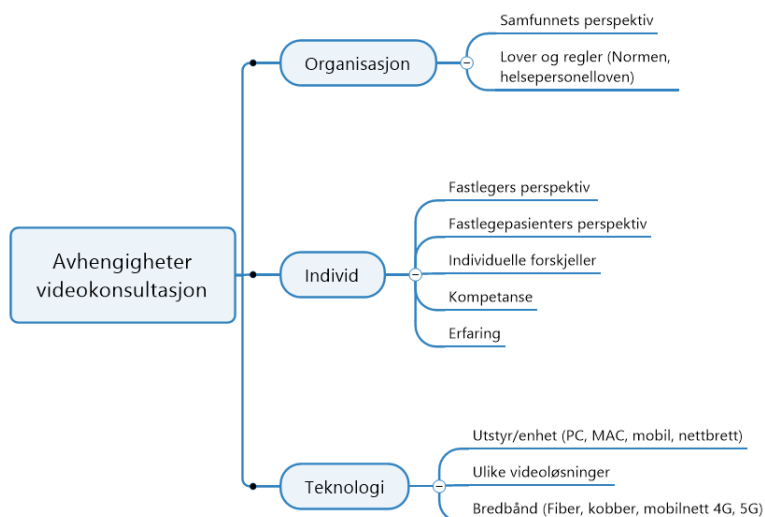 Avhengigheter
videokonsultasjon
Organisasjon
Samfunnets perspektiv
Lover og regler (Normen,
helsepersonelloven)
Individ
Fastlegers perspektiv
Fastlegepasienters perspektiv
Individuelle forskjeller
Kompetanse
Erfaring
Teknologi
Utstyr/enhet (PC, MAC, mobil, nettbrett)
Ulike videoløsninger
Bredbånd (Fiber, kobber, mobilnett 4G, 5G)